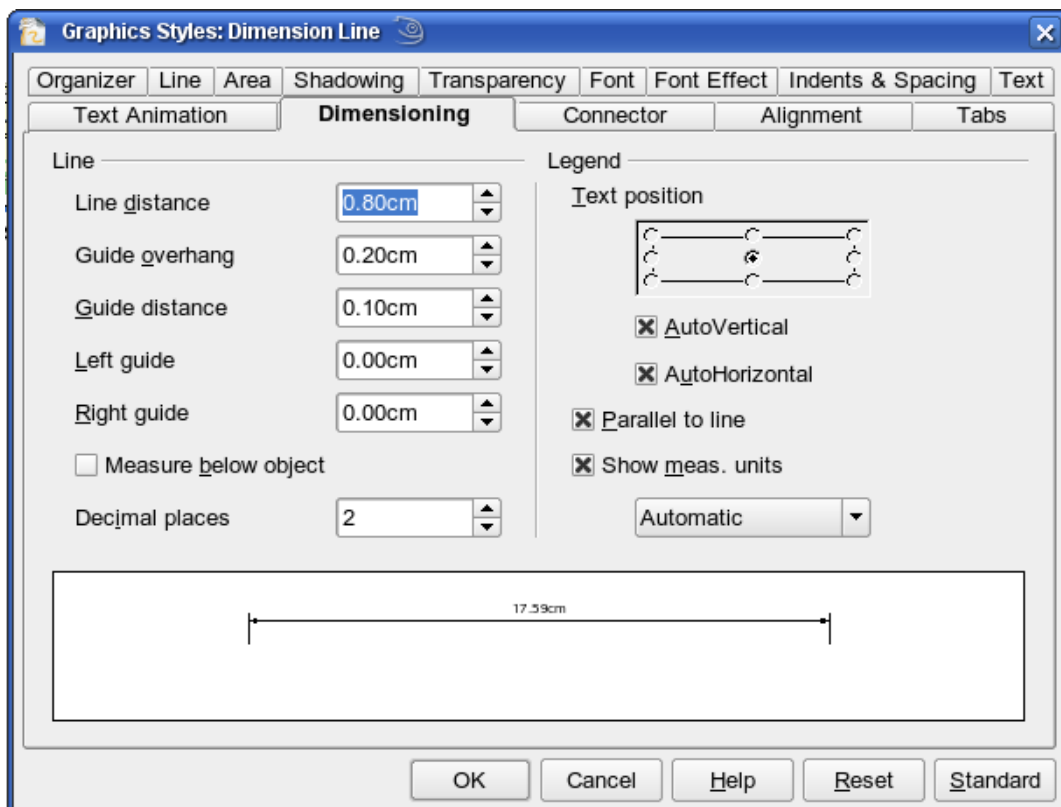 Graphics Styles: Dimension Line
Organizer Line Area Shadowing Transparency Font Font Effect Indents & Spacing Text
Text Animation Dimensioning Connector Alignment Tabs
Line
Line distance 0.80cm
Guide overhang 0.20cm
Guide distance 0.10cm
Left guide 0.00cm
Right guide 0.00cm
Measure below object
Decimal places 2
Legend
Text position
AutoVertical
AutoHorizontal
Parallel to line
Show meas. units
Automatic
17.59cm
OK Cancel Help Reset Standard